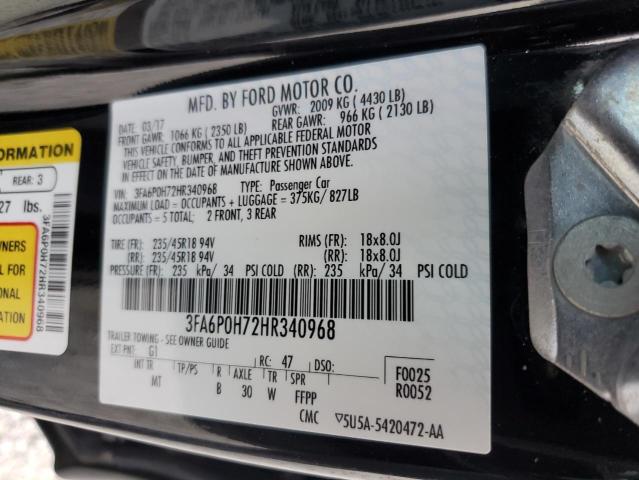 MFD. BY FORD MOTOR CO.
DATE: 03/17
GVWR: 2009 KG ( 4430 LB)
FRONT GAWR: 1066 KG ( 2350 LB)
REAR GAWR: 966 KG ( 2130 LB)
THIS VEHICLE CONFORMS TO ALL APPLICABLE FEDERAL MOTOR
VEHICLE SAFETY, BUMPER, AND THEFT PREVENTION STANDARDS
IN EFFECT ON THE DATE OF MANUFACTURE SHOWN ABOVE.
VIN: 3FA6P0H72HR340968 TYPE: Passenger Car
MAXIMUM LOAD = OCCUPANTS + LUGGAGE = 375KG/ 827LB
OCCUPANTS = 5 TOTAL; 2 FRONT, 3 REAR
TIRE (FR): 235/45R18 94V RIMS (FR): 18x8.0J
(RR): 235/45R18 94V (RR): 18x8.0J
PRESSURE (FR): 235 kPa/ 34 PSI COLD (RR): 235 kPa/ 34 PSI COLD
3FA6P0H72HR340968
TRAILER TOWING - SEE OWNER GUIDE
EXT PNT: G1 RC: 47 DSO:
INT TR TP/PS R AXLE TR SPR
MT B 30 W FFPP
F0025
R0052
CMC 5U5A-5420472-AA
FORMATION
REAR: 3
27 lbs.
WNERS
L FOR
ONAL
3FA6P0H72HR340968